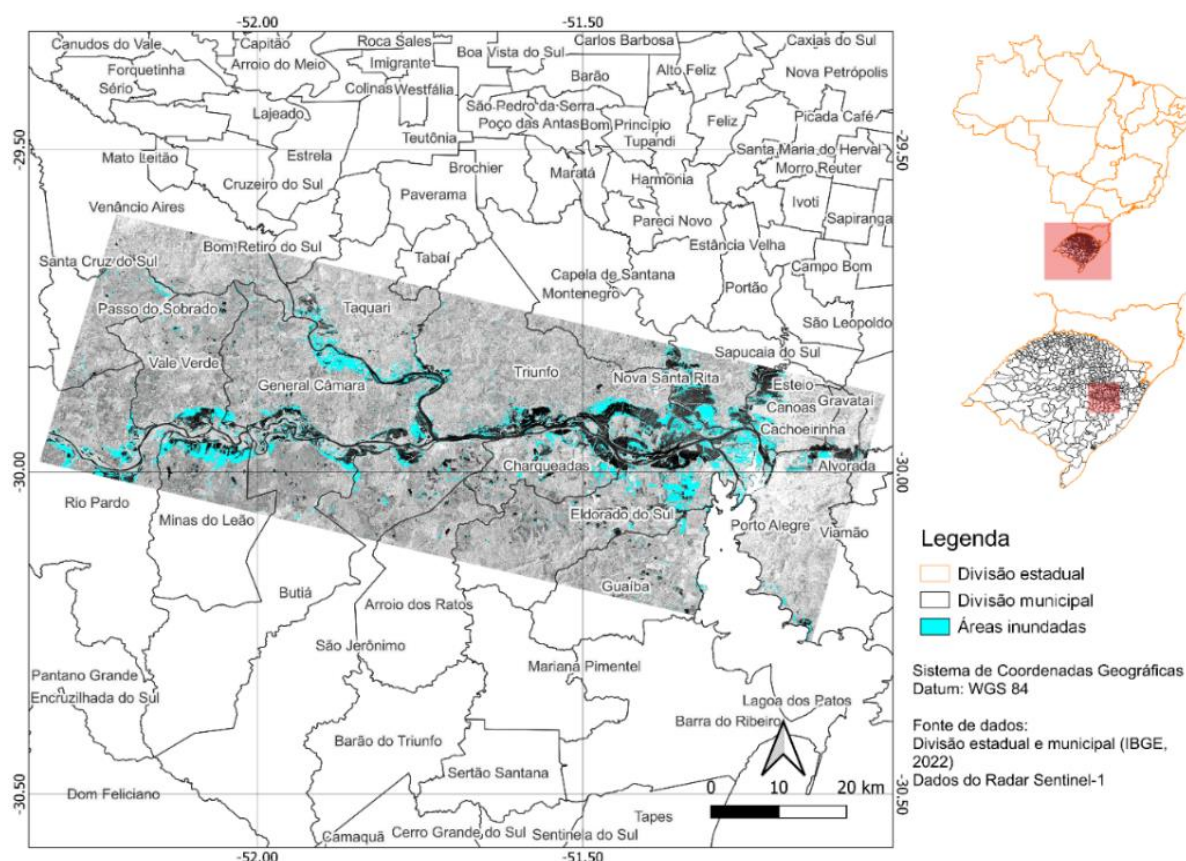 -52.00
-51.50
Canudos do Vale
Capitão
Roca Sales
Carlos Barbosa
Caxias do Sul
Boa Vista do Sul
Forquetinha
Arroio do Meio
Imigrante
Barão
Alto Feliz
Nova Petrópolis
Sério
Colinas
Westfália
São Pedro da Serra
Lajeado
Poço das Antas
Bom Princípio
Feliz
Picada Café
Teutônia
Tupandi
-29.50
-29.50
Mato Leitão
Estrela
Santa Maria do Herval
Brochier
Maratá
Harmônia
Morro Reuter
Cruzeiro do Sul
Paverama
Ivoti
Venâncio Aires
Pareci Novo
Sapiranga
Bom Retiro do Sul
Estância Velha
Santa Cruz do Sul
Tabaí
Capela de Santana
Campo Bom
Montenegro
Portão
Passo do Sobrado
Taquari
São Leopoldo
Vale Verde
Sapucaia do Sul
General Câmara
Triunfo
Nova Santa Rita
Esteio
Gravataí
Canoas
Cachoeirinha
Charqueadas
Alvorada
-30.00
-30.00
Rio Pardo
Minas do Leão
Eldorado do Sul
Porto Alegre
Viamão
Butiá
Guaíba
Arroio dos Ratos
São Jerônimo
Mariana Pimentel
Pantano Grande
Encruzilhada do Sul
Lagoa dos Patos
Barra do Ribeiro
Barão do Triunfo
Sertão Santana
0 10 20 km
Dom Feliciano
-30.50
-30.50
Tapes
Camaquã
Cerro Grande do Sul
Sentinela do Sul
-52.00
-51.50
Legenda
Divisão estadual
Divisão municipal
Áreas inundadas
Sistema de Coordenadas Geográficas
Datum: WGS 84
Fonte de dados:
Divisão estadual e municipal (IBGE,
2022)
Dados do Radar Sentinel-1